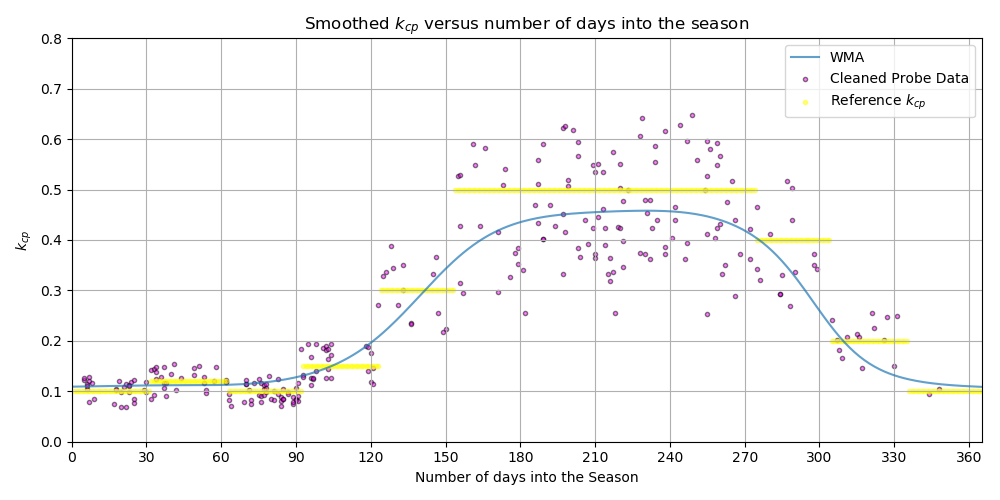 Smoothed k_cp versus number of days into the season
WMA
Cleaned Probe Data
Reference k_cp
0.8
0.7
0.6
0.5
0.4
0.3
0.2
0.1
0.0
k_cp
0 30 60 90 120 150 180 210 240 270 300 330 360
Number of days into the Season